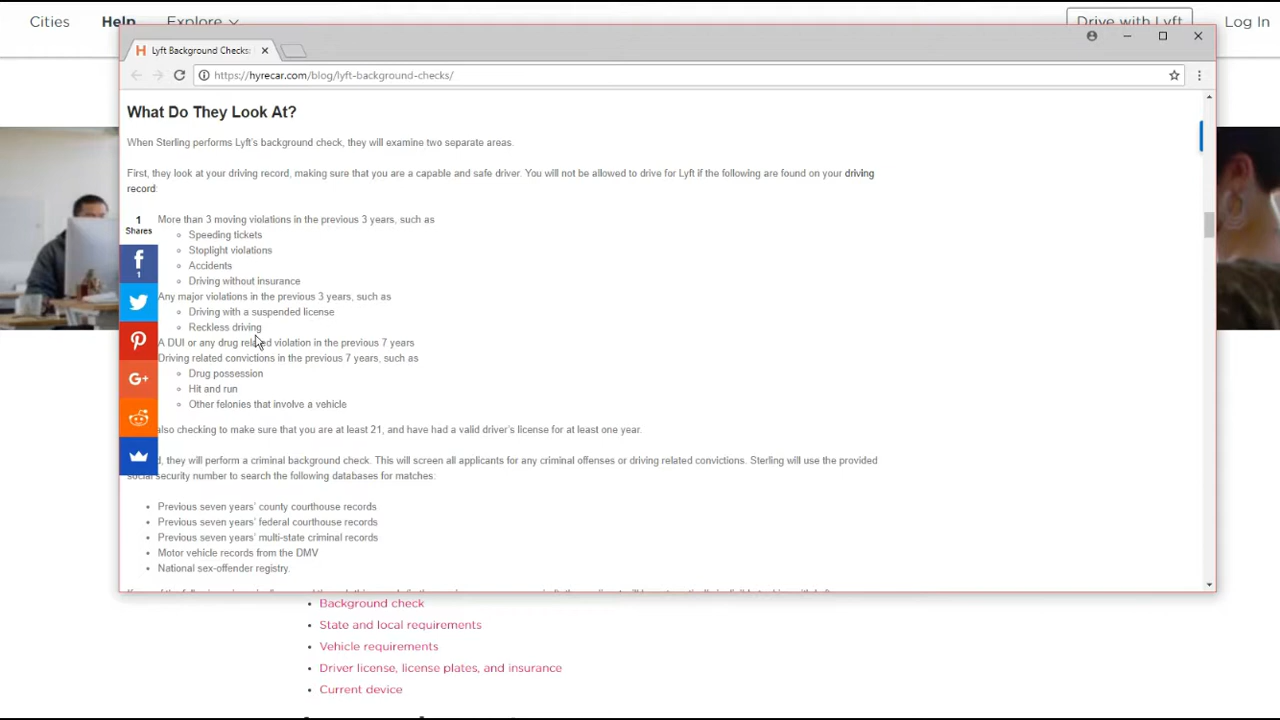 Cities Help Explore Drive with Lyft Log In
Lyft Background Checks:
https://hyrecar.com/blog/lyft-background-checks/
What Do They Look At?
When Sterling performs Lyft's background check, they will examine two separate areas.
First, they look at your driving record, making sure that you are a capable and safe driver. You will not be allowed to drive for Lyft if the following are found on your driving
record:
1
Shares
More than 3 moving violations in the previous 3 years, such as
Speeding tickets
Stoplight violations
Accidents
1
Driving without insurance
Any major violations in the previous 3 years, such as
Driving with a suspended license
Reckless driving
A DUI or any drug related violation in the previous 7 years
Driving related convictions in the previous 7 years, such as
Drug possession
G+
Hit and run
Other felonies that involve a vehicle
also checking to make sure that you are at least 21, and have had a valid driver's license for at least one year.
they will perform a criminal background check. This will screen all applicants for any criminal offenses or driving related convictions. Sterling will use the provided
social security number to search the following databases for matches:
Previous seven years' county courthouse records
Previous seven years' federal courthouse records
Previous seven years' multi-state criminal records
Motor vehicle records from the DMV
National sex-offender registry.
Background check
State and local requirements
Vehicle requirements
Driver license, license plates, and insurance
Current device